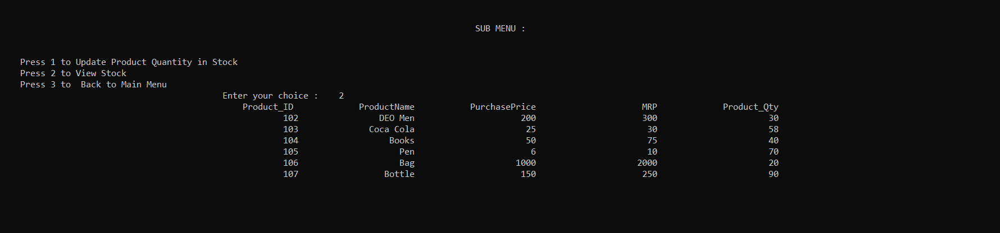 SUB MENU :
Press 1 to Update Product Quantity in Stock
Press 2 to View Stock
Press 3 to  Back to Main Menu
Enter your choice :    2
Product_ID ProductName PurchasePrice MRP Product_Qty
102 DEO Men 200 300 30
103 Coca Cola 25 30 58
104 Books 50 75 40
105 Pen 6 10 70
106 Bag 1000 2000 20
107 Bottle 150 250 90